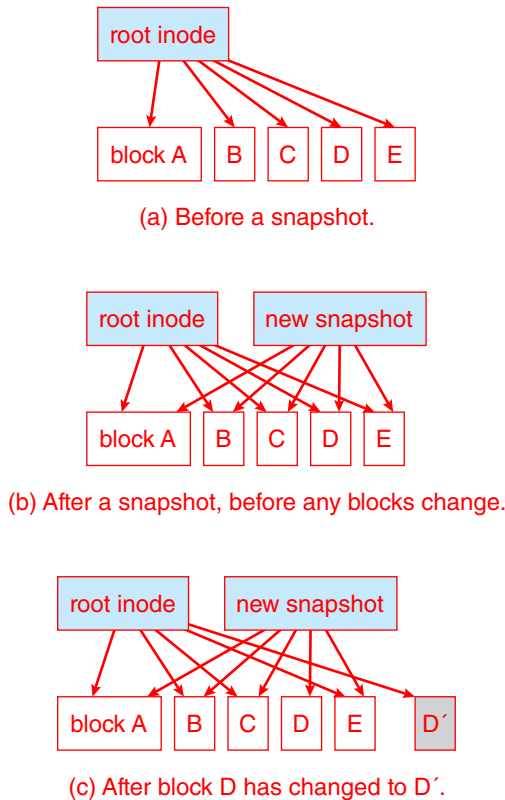 root inode
block A B C D E
(a) Before a snapshot.
root inode new snapshot
block A B C D E
(b) After a snapshot, before any blocks change.
root inode new snapshot
block A B C D E D´
(c) After block D has changed to D´.